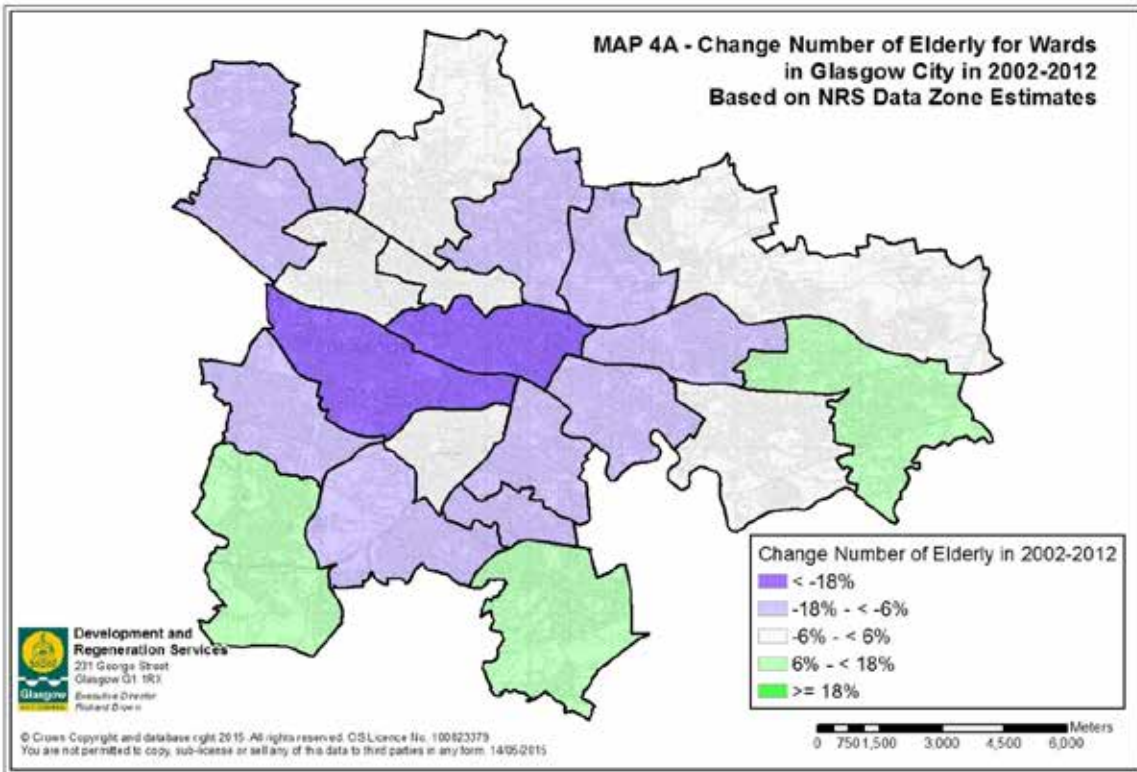 MAP 4A - Change Number of Elderly for Wards
in Glasgow City in 2002-2012
Based on NRS Data Zone Estimates
Change Number of Elderly in 2002-2012
< -18%
-18% - < -6%
-6% - < 6%
6% - < 18%
>= 18%
Development and
Regeneration Services
231 George Street
Glasgow G1 1RX
Executive Director
Richard Brown
Glasgow
© Crown Copyright and database right 2015. All rights reserved. OS Licence No. 100023379
You are not permitted to copy, sub-license or sell any of this data to third parties in any form. 14/05/2015
Meters
0 750 1,500 3,000 4,500 6,000